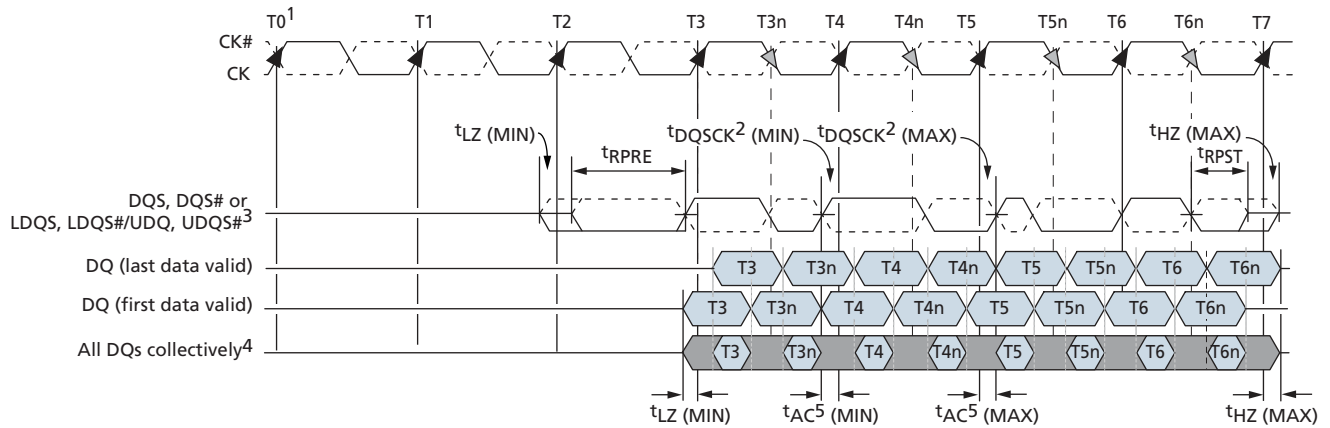 T0¹ T1 T2 T3 T3n T4 T4n T5 T5n T6 T6n T7
CK#
CK
tLZ (MIN) tRPRE tDQSCK² (MIN) tDQSCK² (MAX) tHZ (MAX) tRPST
DQS, DQS# or
LDQS, LDQS#/UDQ, UDQS#³
DQ (last data valid) T3 T3n T4 T4n T5 T5n T6 T6n
DQ (first data valid) T3 T3n T4 T4n T5 T5n T6 T6n
All DQs collectively⁴ T3 T3n T4 T4n T5 T5n T6 T6n
tLZ (MIN) tAC⁵ (MIN) tAC⁵ (MAX) tHZ (MAX)